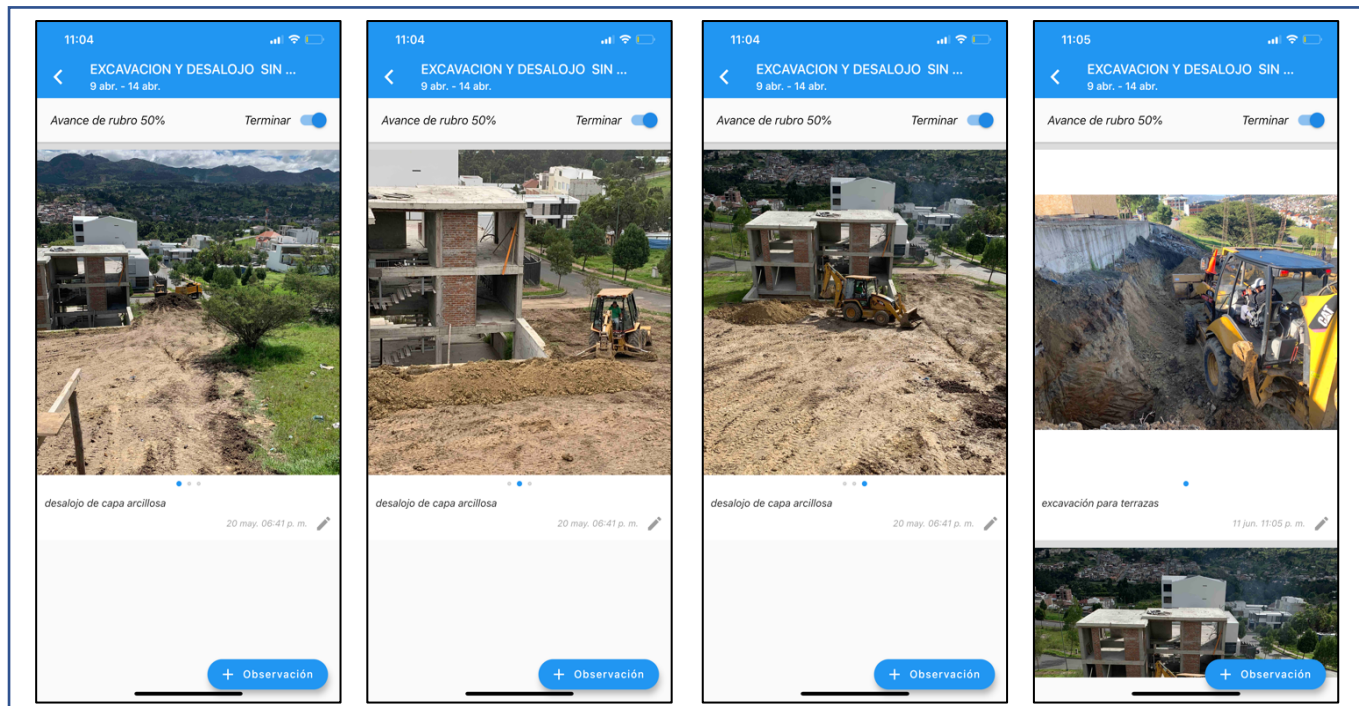 11:04
EXCAVACION Y DESALOJO SIN ...
9 abr. - 14 abr.
Avance de rubro 50%
Terminar
desalojo de capa arcillosa
20 may. 06:41 p. m.
+ Observación
11:04
EXCAVACION Y DESALOJO SIN ...
9 abr. - 14 abr.
Avance de rubro 50%
Terminar
desalojo de capa arcillosa
20 may. 06:41 p. m.
+ Observación
11:04
EXCAVACION Y DESALOJO SIN ...
9 abr. - 14 abr.
Avance de rubro 50%
Terminar
desalojo de capa arcillosa
20 may. 06:41 p. m.
+ Observación
11:05
EXCAVACION Y DESALOJO SIN ...
9 abr. - 14 abr.
Avance de rubro 50%
Terminar
CAT
excavación para terrazas
11 jun. 11:05 p. m.
+ Observación